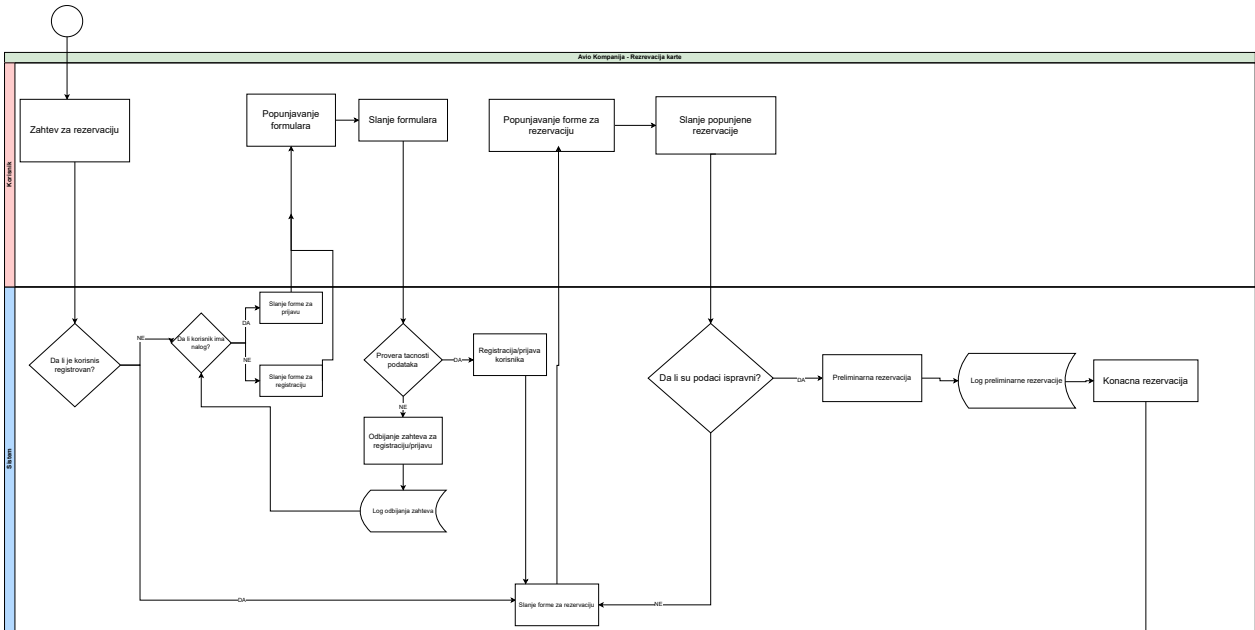 Avio Kompanija - Rezrevacija karte
Korisnik
Zahtev za rezervaciju
Popunjavanje
formulara
Slanje formulara
Popunjavanje forme za
rezervaciju
Slanje popunjene
rezervacije
Sistem
Da li je korisnis
registrovan?
NE
DA
Da li korisnik ima
nalog?
DA
NE
Slanje forme za
prijavu
Slanje forme za
registraciju
Provera tacnosti
podataka
DA
NE
Registracija/prijava
korisnika
Odbijanje zahteva za
registraciju/prijavu
Log odbijanja zahteva
Slanje forme za rezervaciju
Da li su podaci ispravni?
DA
NE
Preliminarna rezervacija
Log preliminarne rezervacije
Konacna rezervacija